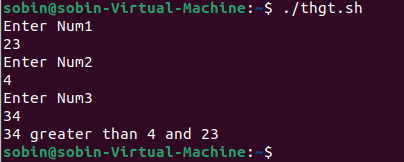 sobin@sobin-Virtual-Machine:~$ ./thgt.sh
Enter Num1
23
Enter Num2
4
Enter Num3
34
34 greater than 4 and 23
sobin@sobin-Virtual-Machine:~$